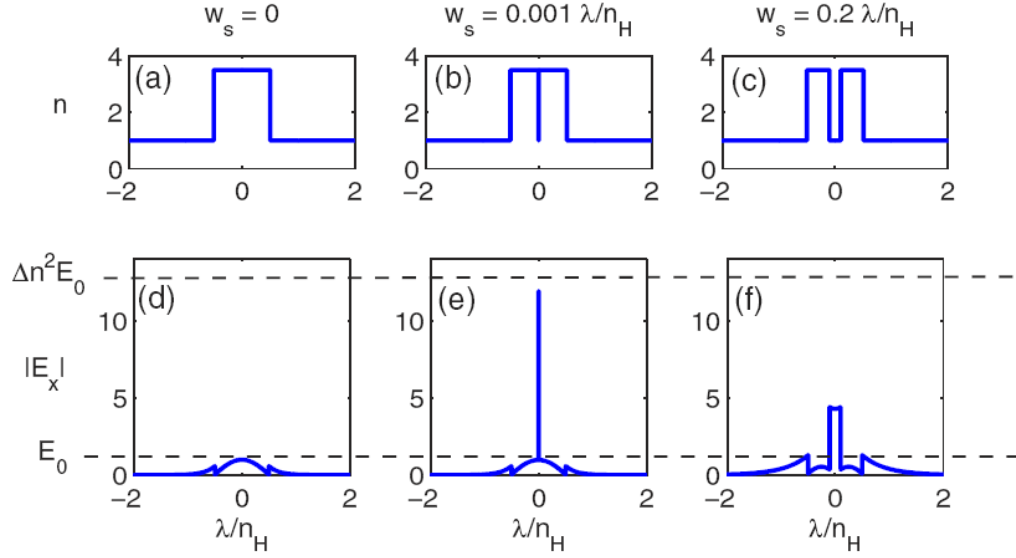 w_s = 0 w_s = 0.001 λ/n_H w_s = 0.2 λ/n_H
4 4 4
(a) (b) (c)
n 2 2 2
0 0 0
−2 0 2 −2 0 2 −2 0 2
Δn²E₀
(d) (e) (f)
10 10 10
|E_x|
5 5 5
E₀
0 0 0
−2 0 2 −2 0 2 −2 0 2
λ/n_H λ/n_H λ/n_H